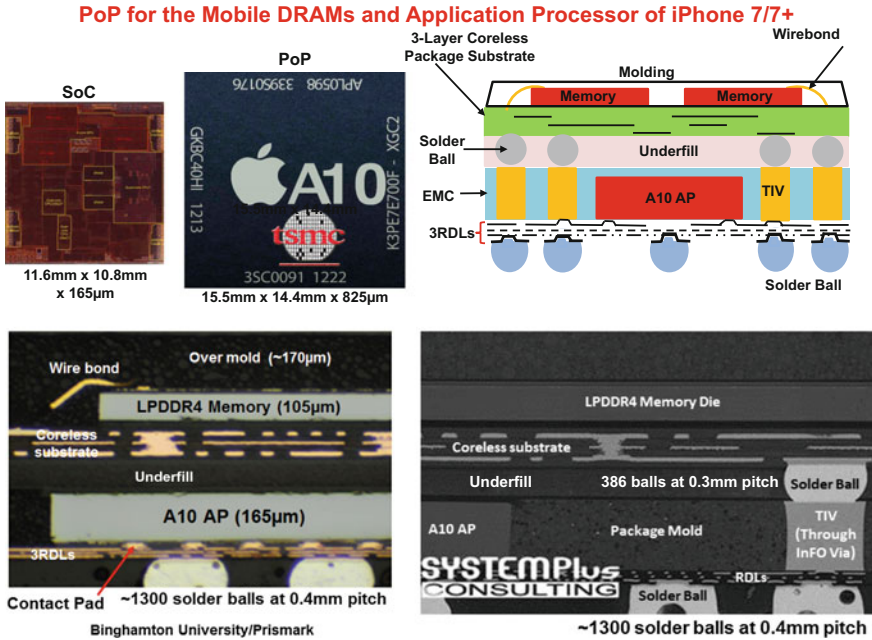 PoP for the Mobile DRAMs and Application Processor of iPhone 7/7+
SoC
11.6mm x 10.8mm
x 165µm
PoP
33950176 APL0598
GKBC40HI 1213
A10
K3PE7E700F - XGC2
tsmc
3SC0091 1222
15.5mm x 14.4mm x 825µm
3-Layer Coreless
Package Substrate
Wirebond
Molding
Memory
Memory
Solder
Ball
Underfill
EMC
A10 AP
TIV
3RDLs
Solder Ball
Wire bond
Over mold (~170µm)
LPDDR4 Memory (105µm)
Coreless
substrate
Underfill
A10 AP (165µm)
3RDLs
Contact Pad
~1300 solder balls at 0.4mm pitch
Binghamton University/Prismark
LPDDR4 Memory Die
Coreless substrate
Underfill
386 balls at 0.3mm pitch
Solder Ball
A10 AP
Package Mold
TIV
(Through
InFO Via)
SYSTEMPlus
CONSULTING
RDLs
Solder Ball
~1300 solder balls at 0.4mm pitch